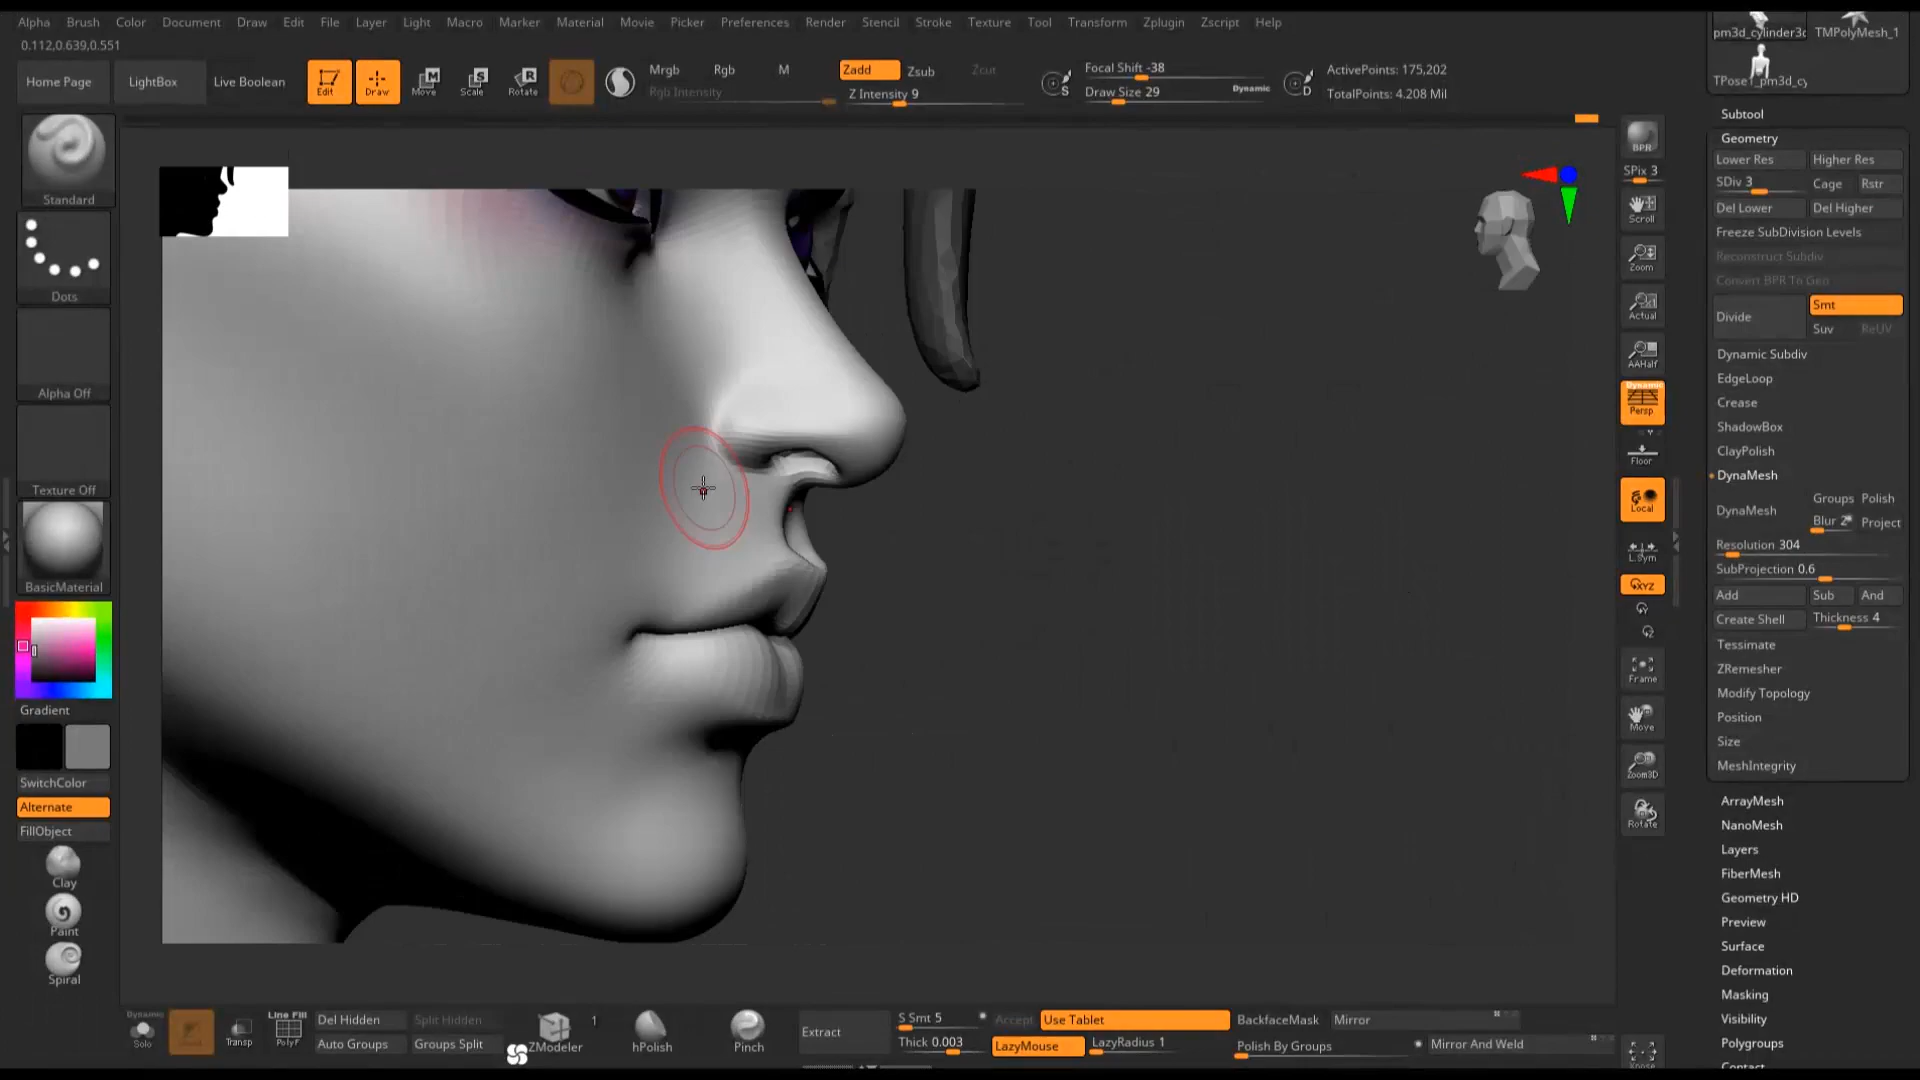 Alpha Brush Color Document Draw Edit File Layer Light Macro Marker Material Movie Picker Preferences Render Stencil Stroke Texture Tool Transform Zplugin Zscript Help
0.112,0.639,0.551
Home Page LightBox Live Boolean Edit Draw Move Scale Rotate
Mrgb Rgb M Zadd Zsub Zcut
Rgb Intensity Z Intensity 9
Focal Shift -38
Draw Size 29 Dynamic
ActivePoints: 175,202
TotalPoints: 4.208 Mil
pm3d_cylinder3d TMPolyMesh_1
TPose1_pm3d_cy
Standard
Dots
Alpha Off
Texture Off
BasicMaterial
Gradient
SwitchColor
Alternate
FillObject
Clay
Paint
Spiral
BPR
SPix 3
Scroll
Zoom
Actual
AAHalf
Dynamic
Persp
Floor
Local
L.Sym
XYZ
Frame
Move
Zoom3D
Rotate
Subtool
Geometry
Lower Res Higher Res
SDiv 3 Cage Rstr
Del Lower Del Higher
Freeze SubDivision Levels
Reconstruct Subdiv
Convert BPR To Geo
Divide Smt
Suv ReUV
Dynamic Subdiv
EdgeLoop
Crease
ShadowBox
ClayPolish
DynaMesh
Groups Polish
DynaMesh
Blur 2 Project
Resolution 304
SubProjection 0.6
Add Sub And
Create Shell Thickness 4
Tessimate
ZRemesher
Modify Topology
Position
Size
MeshIntegrity
ArrayMesh
NanoMesh
Layers
FiberMesh
Geometry HD
Preview
Surface
Deformation
Masking
Visibility
Polygroups
Dynamic
Solo
Transp
Line Fill
PolyF
Del Hidden Split Hidden
Auto Groups Groups Split
ZModeler 1
hPolish
Pinch
Extract
S Smt 5 Accept
Thick 0.003
Use Tablet
LazyMouse LazyRadius 1
BackfaceMask Mirror
Polish By Groups Mirror And Weld